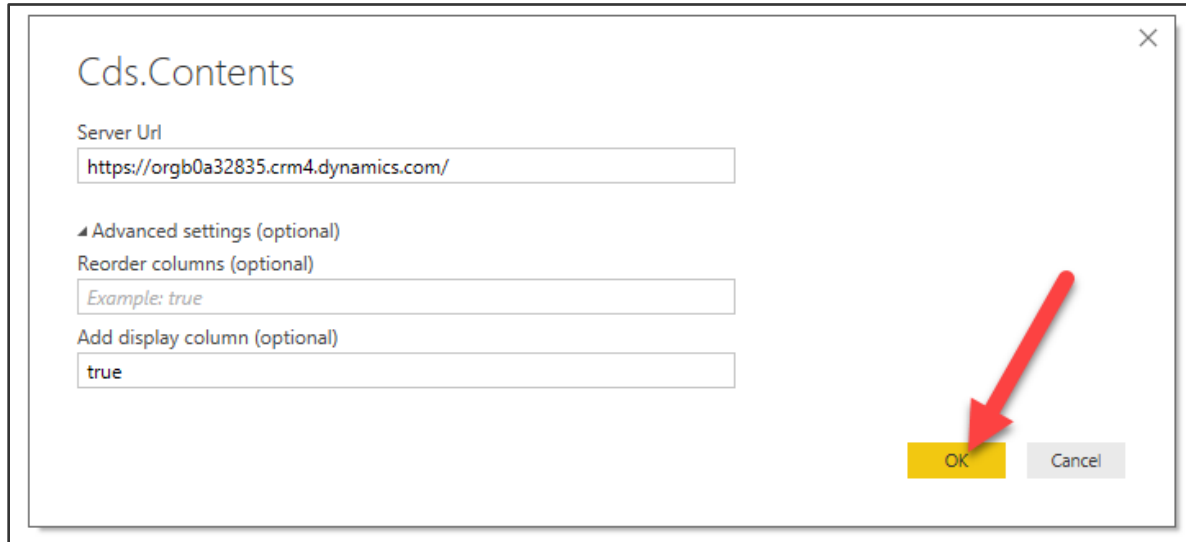 Cds.Contents
Server Url
https://orgb0a32835.crm4.dynamics.com/
Advanced settings (optional)
Reorder columns (optional)
Example: true
Add display column (optional)
true
OK Cancel